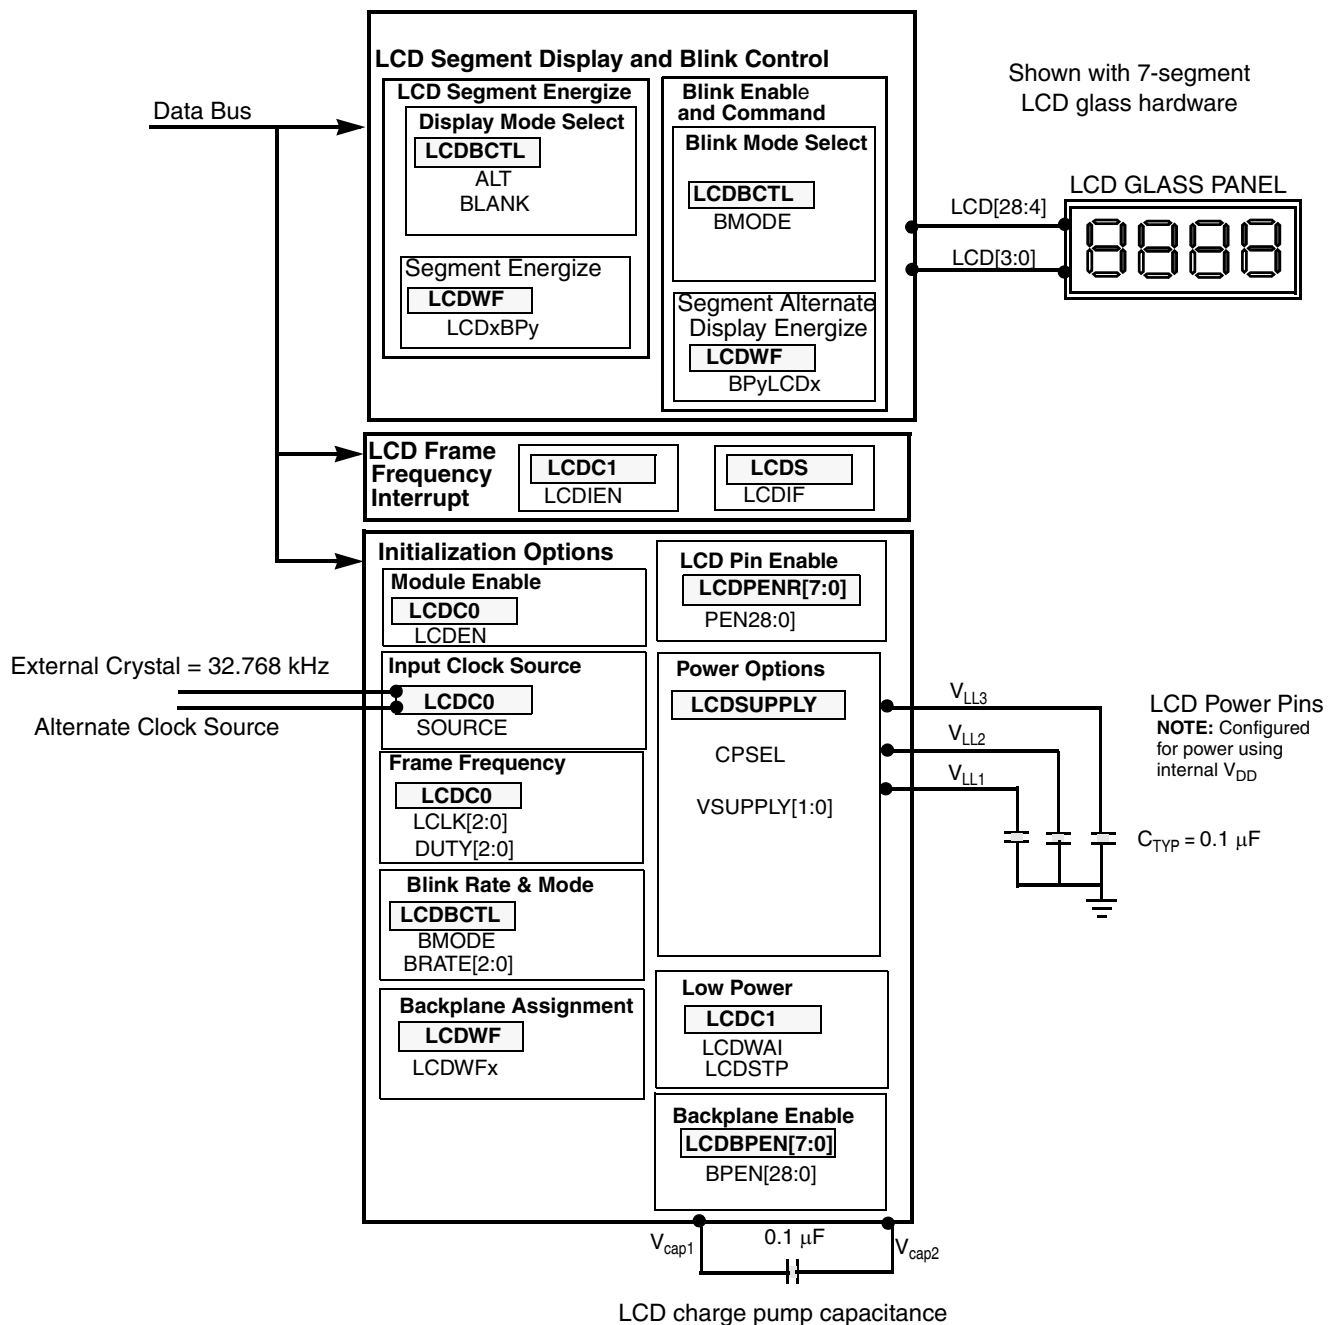 LCD Segment Display and Blink Control
LCD Segment Energize
Display Mode Select
LCDBCTL
ALT
BLANK
Segment Energize
LCDWF
LCDxBPy
Blink Enable
and Command
Blink Mode Select
LCDBCTL
BMODE
Segment Alternate
Display Energize
LCDWF
BPyLCDx
Data Bus
Shown with 7-segment
LCD glass hardware
LCD GLASS PANEL
LCD[28:4]
LCD[3:0]
8888
LCD Frame
Frequency
Interrupt
LCDC1
LCDIEN
LCDS
LCDIF
Initialization Options
Module Enable
LCDC0
LCDEN
Input Clock Source
LCDC0
SOURCE
External Crystal = 32.768 kHz
Alternate Clock Source
Frame Frequency
LCDC0
LCLK[2:0]
DUTY[2:0]
Blink Rate & Mode
LCDBCTL
BMODE
BRATE[2:0]
Backplane Assignment
LCDWF
LCDWFx
LCD Pin Enable
LCDPENR[7:0]
PEN28:0]
Power Options
LCDSUPPLY
CPSEL
VSUPPLY[1:0]
VLL3
VLL2
VLL1
LCD Power Pins
NOTE: Configured
for power using
internal VDD
CTYP = 0.1 μF
Low Power
LCDC1
LCDWAI
LCDSTP
Backplane Enable
LCDBPEN[7:0]
BPEN[28:0]
Vcap1
0.1 μF
Vcap2
LCD charge pump capacitance